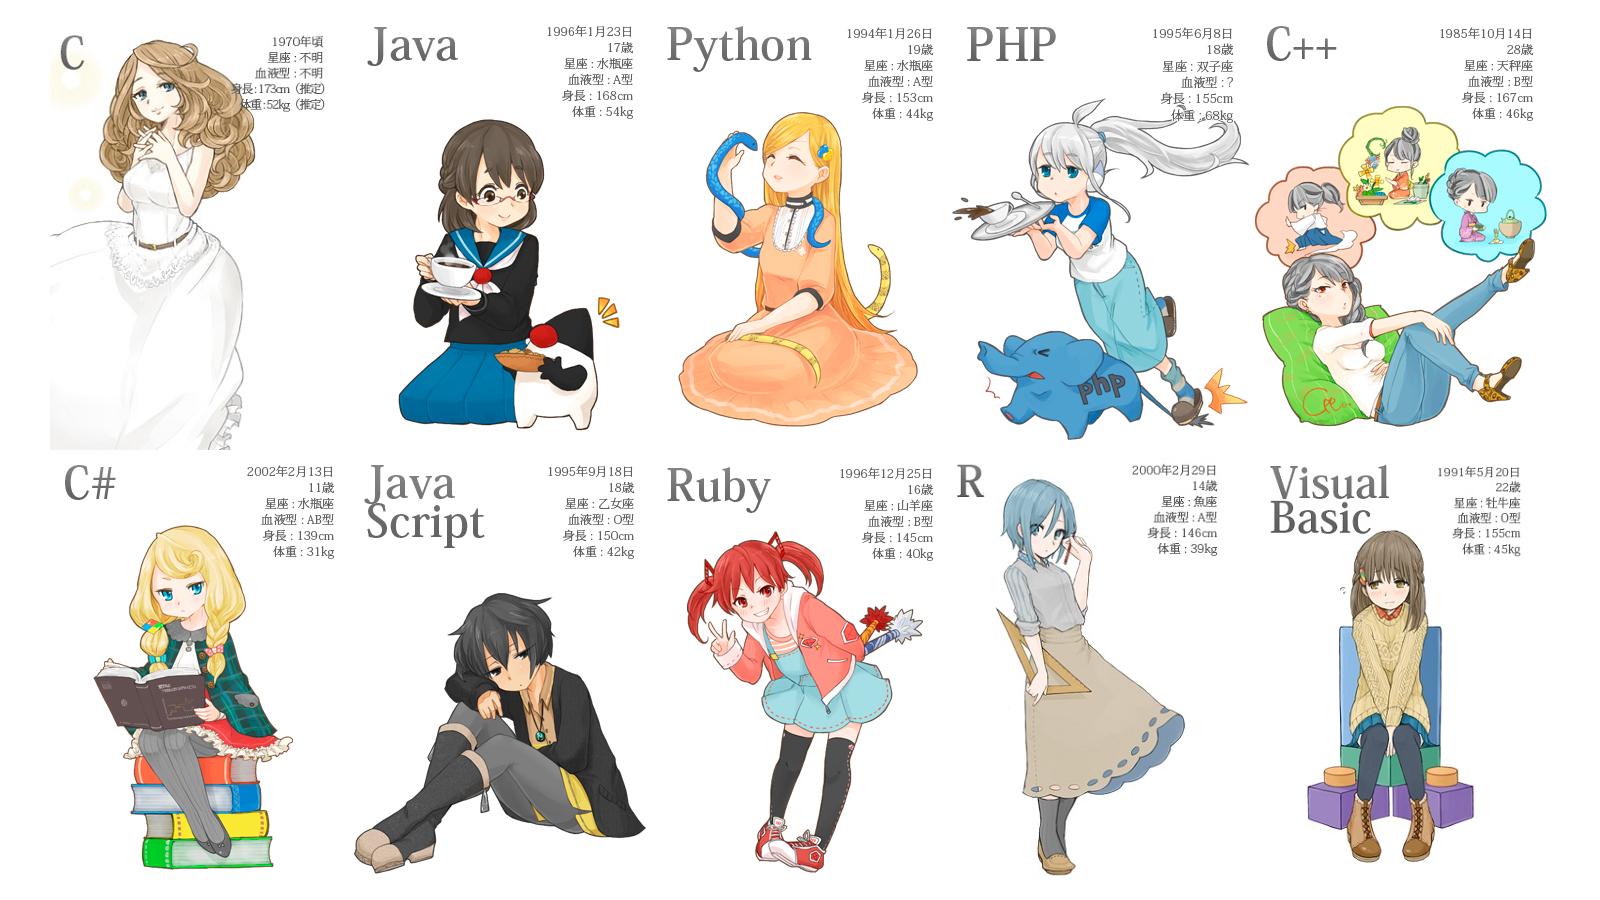 C
1970年頃
星座 : 不明
血液型 : 不明
身長 : 173cm（推定）
体重 : 52kg（推定）
Java
1996年1月23日
17歳
星座 : 水瓶座
血液型 : A型
身長 : 168cm
体重 : 54kg
Python
1994年1月26日
19歳
星座 : 水瓶座
血液型 : A型
身長 : 153cm
体重 : 44kg
PHP
1995年6月8日
18歳
星座 : 双子座
血液型 : ?
身長 : 155cm
体重 : 68kg
php
C++
1985年10月14日
28歳
星座 : 天秤座
血液型 : B型
身長 : 167cm
体重 : 46kg
C#
2002年2月13日
11歳
星座 : 水瓶座
血液型 : AB型
身長 : 139cm
体重 : 31kg
Java
Script
1995年9月18日
18歳
星座 : 乙女座
血液型 : O型
身長 : 150cm
体重 : 42kg
Ruby
1996年12月25日
16歳
星座 : 山羊座
血液型 : B型
身長 : 145cm
体重 : 40kg
R
2000年2月29日
14歳
星座 : 魚座
血液型 : A型
身長 : 146cm
体重 : 39kg
Visual
Basic
1991年5月20日
22歳
星座 : 牡牛座
血液型 : O型
身長 : 155cm
体重 : 45kg